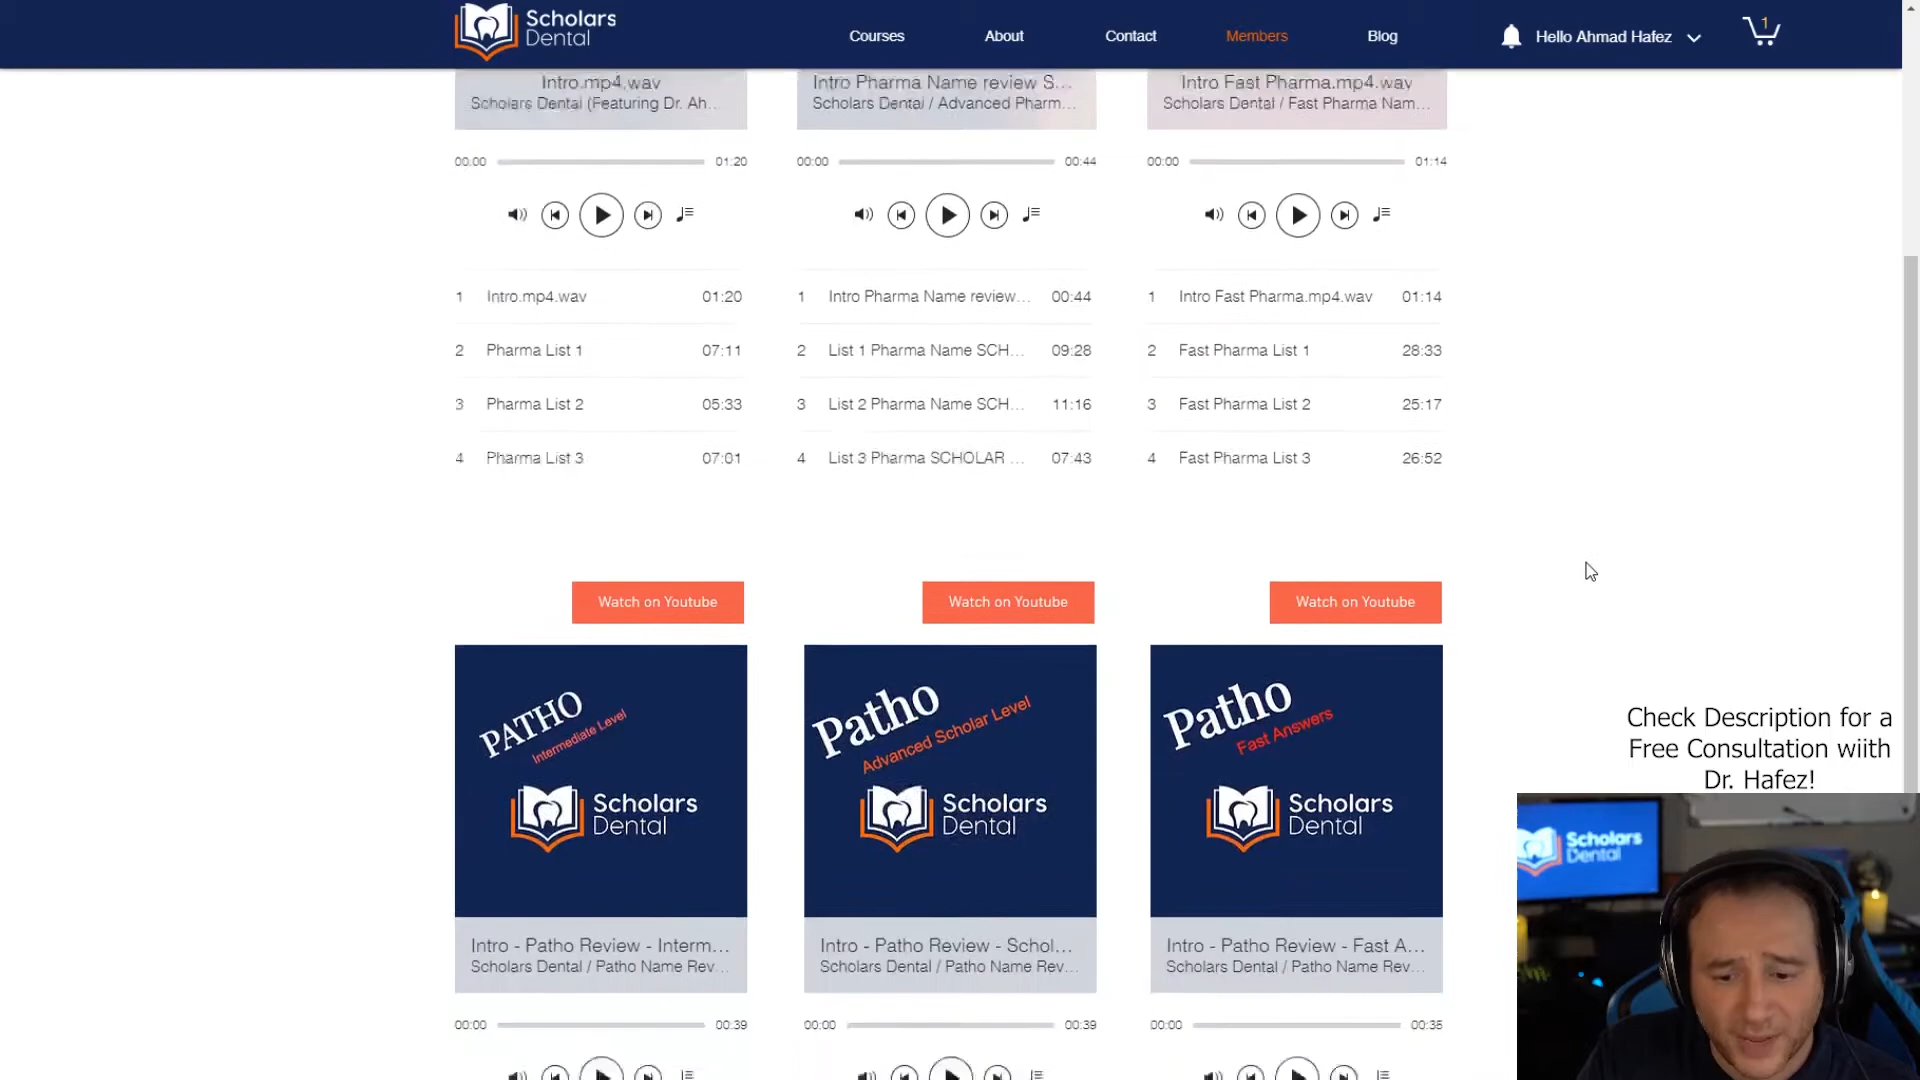 Scholars
Dental
Courses
About
Contact
Members
Blog
Hello Ahmad Hafez
1
Intro.mp4.wav
Scholars Dental (Featuring Dr. Ah...
00:00
01:20
1 Intro.mp4.wav 01:20
2 Pharma List 1 07:11
3 Pharma List 2 05:33
4 Pharma List 3 07:01
Intro Pharma Name review S...
Scholars Dental / Advanced Pharm...
00:00
00:44
1 Intro Pharma Name review... 00:44
2 List 1 Pharma Name SCH... 09:28
3 List 2 Pharma Name SCH... 11:16
4 List 3 Pharma SCHOLAR ... 07:43
Intro Fast Pharma.mp4.wav
Scholars Dental / Fast Pharma Nam...
00:00
01:14
1 Intro Fast Pharma.mp4.wav 01:14
2 Fast Pharma List 1 28:33
3 Fast Pharma List 2 25:17
4 Fast Pharma List 3 26:52
Watch on Youtube
PATHO
Intermediate Level
Scholars
Dental
Intro - Patho Review - Interm...
Scholars Dental / Patho Name Rev...
00:00
00:39
Watch on Youtube
Patho
Advanced Scholar Level
Scholars
Dental
Intro - Patho Review - Schol...
Scholars Dental / Patho Name Rev...
00:00
00:39
Watch on Youtube
Patho
Fast Answers
Scholars
Dental
Intro - Patho Review - Fast A...
Scholars Dental / Patho Name Rev...
00:00
00:35
Check Description for a
Free Consultation wiith
Dr. Hafez!
Scholars
Dental